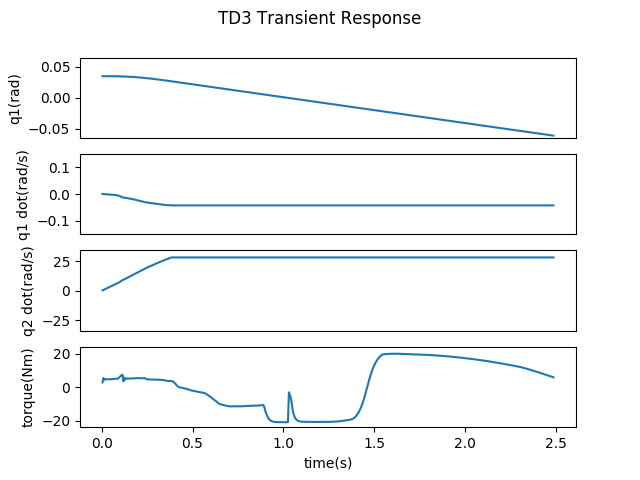 TD3 Transient Response
q1(rad)
0.05
0.00
−0.05
q1 dot(rad/s)
0.1
0.0
−0.1
q2 dot(rad/s)
25
0
−25
torque(Nm)
20
0
−20
0.0 0.5 1.0 1.5 2.0 2.5
time(s)